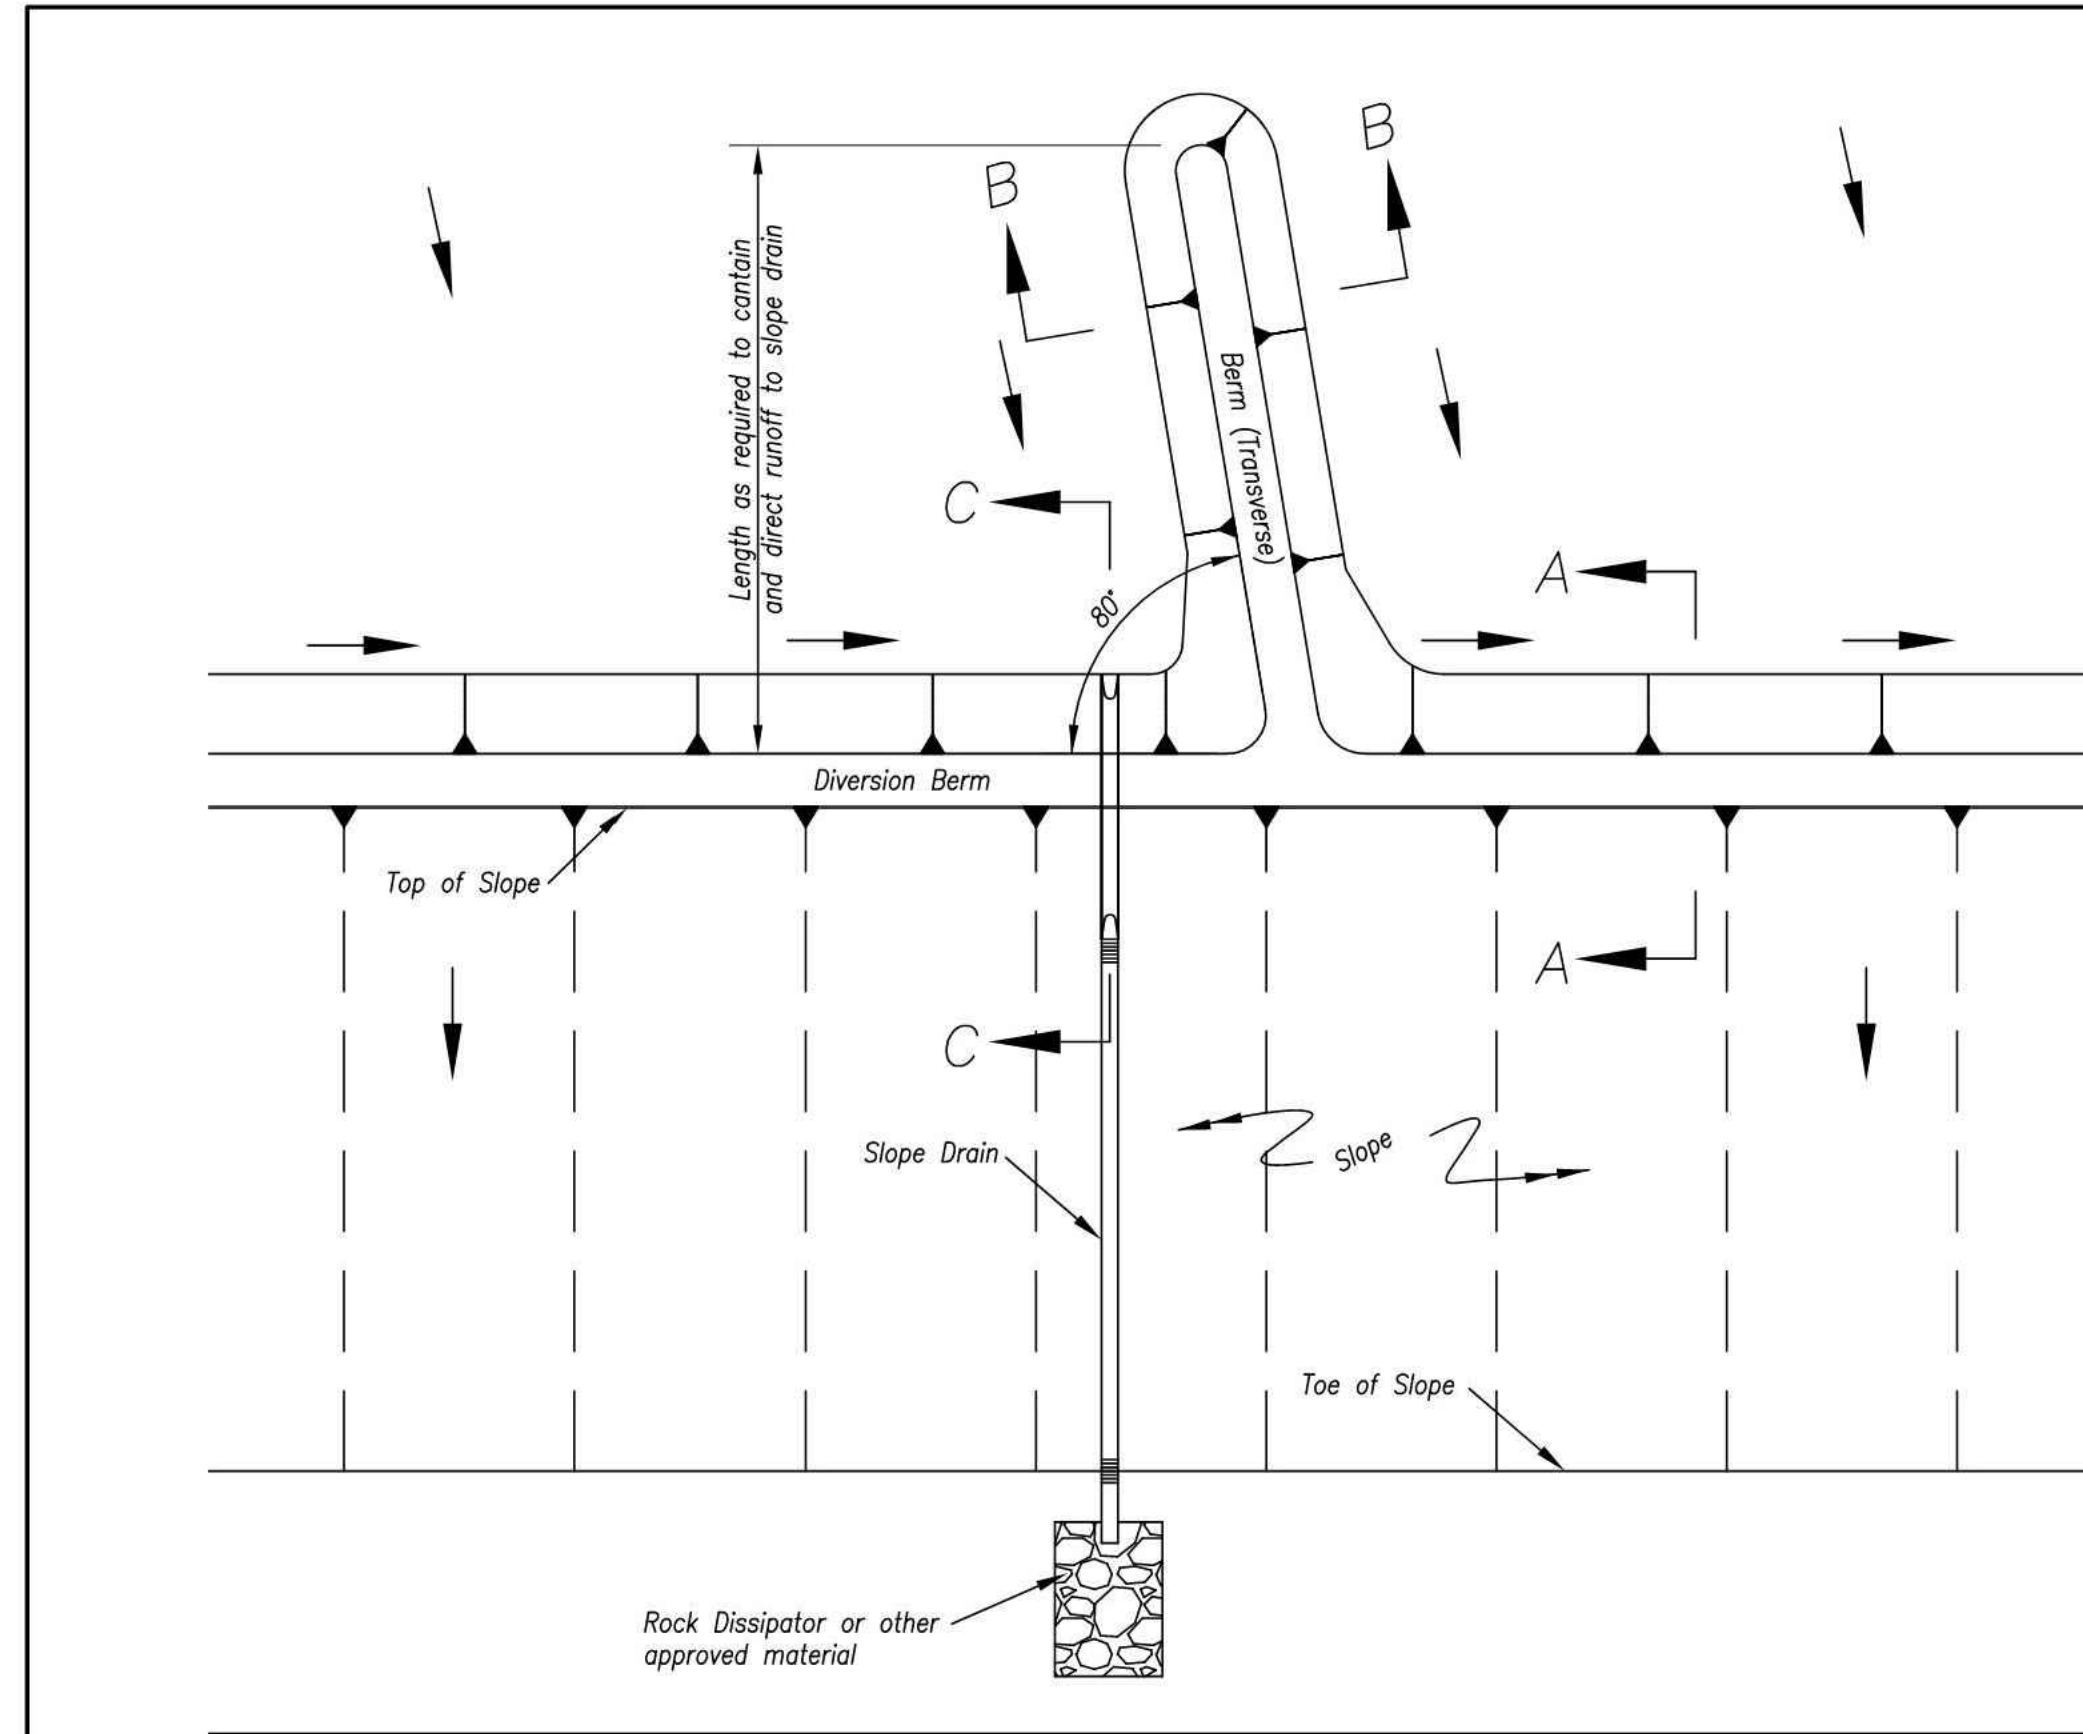 B
B
Length as required to cantain
and direct runoff to slope drain
Berm (Transverse)
C
A
80°
Diversion Berm
Top of Slope
A
C
Slope Drain
Slope
Toe of Slope
Rock Dissipator or other
approved material